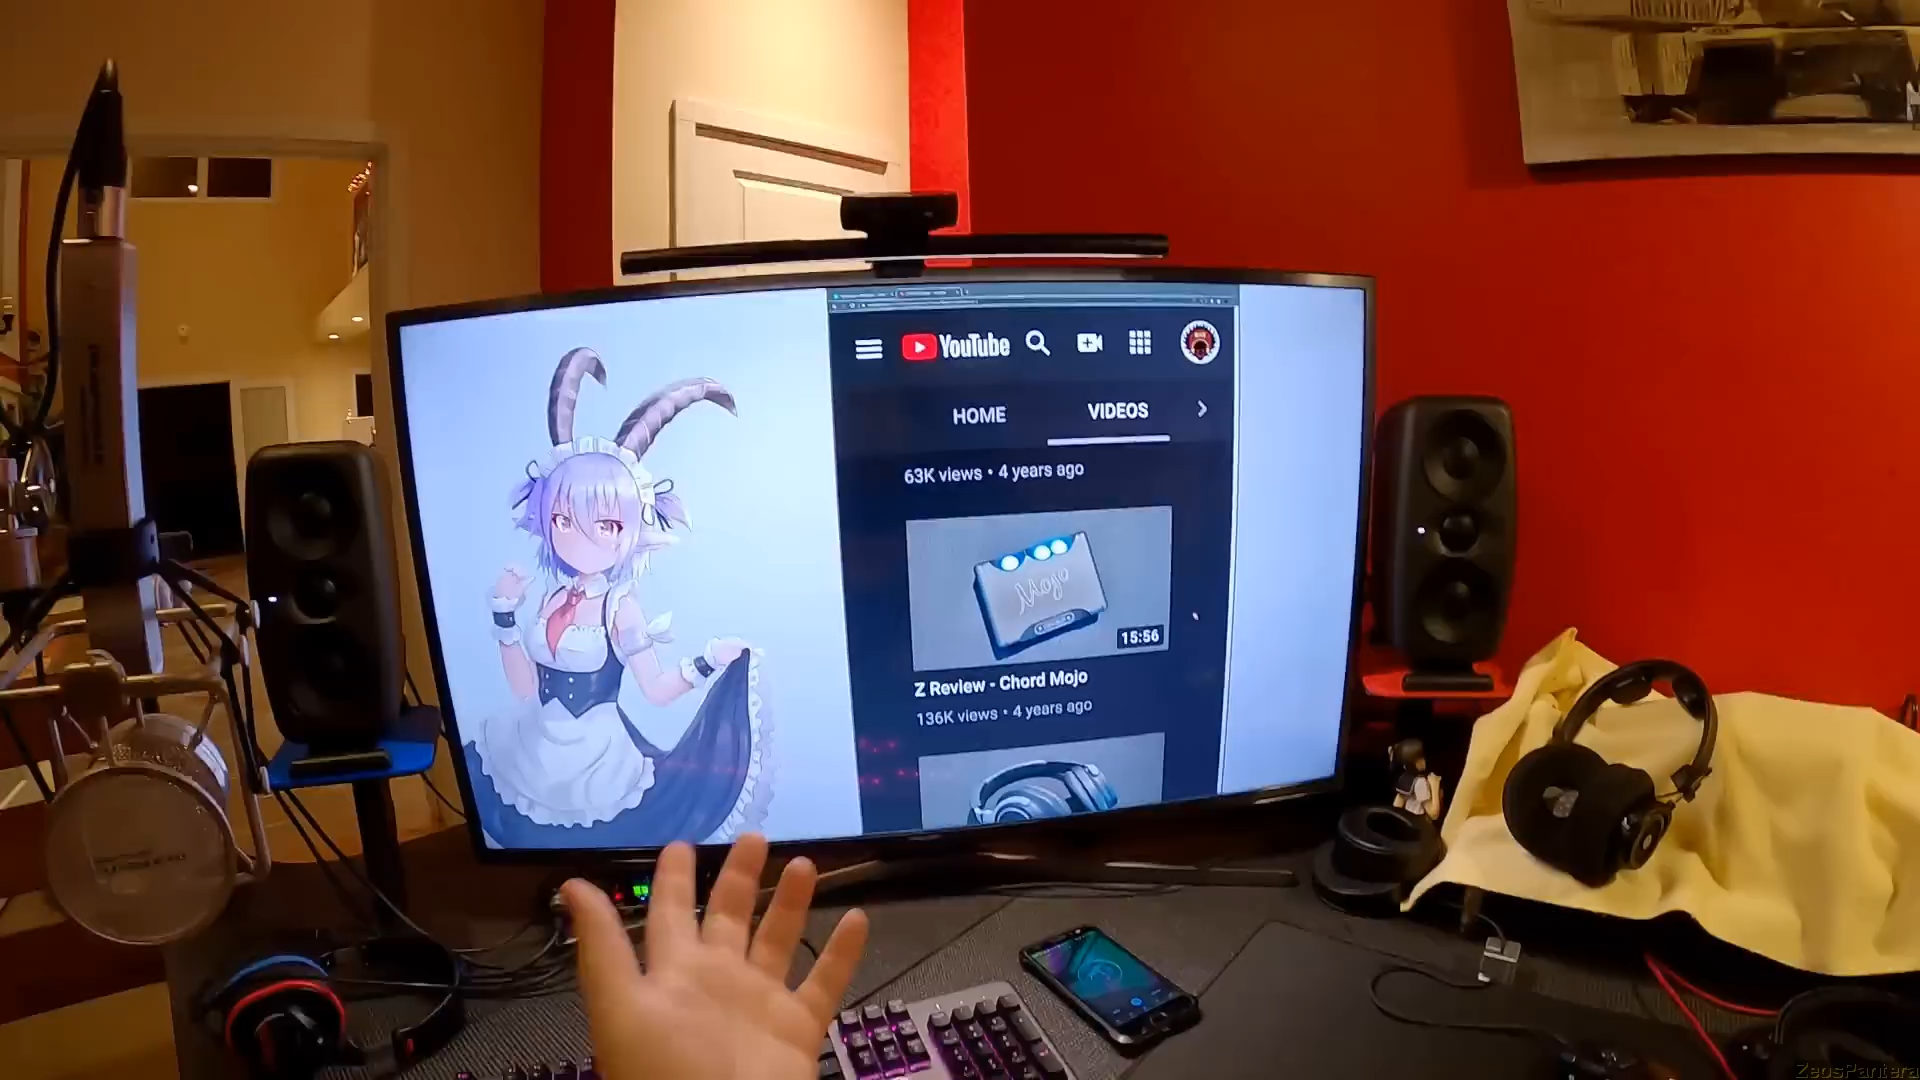 YouTube
HOME
VIDEOS
63K views • 4 years ago
Mojo
15:56
Z Review - Chord Mojo
136K views • 4 years ago
ZeosPantera